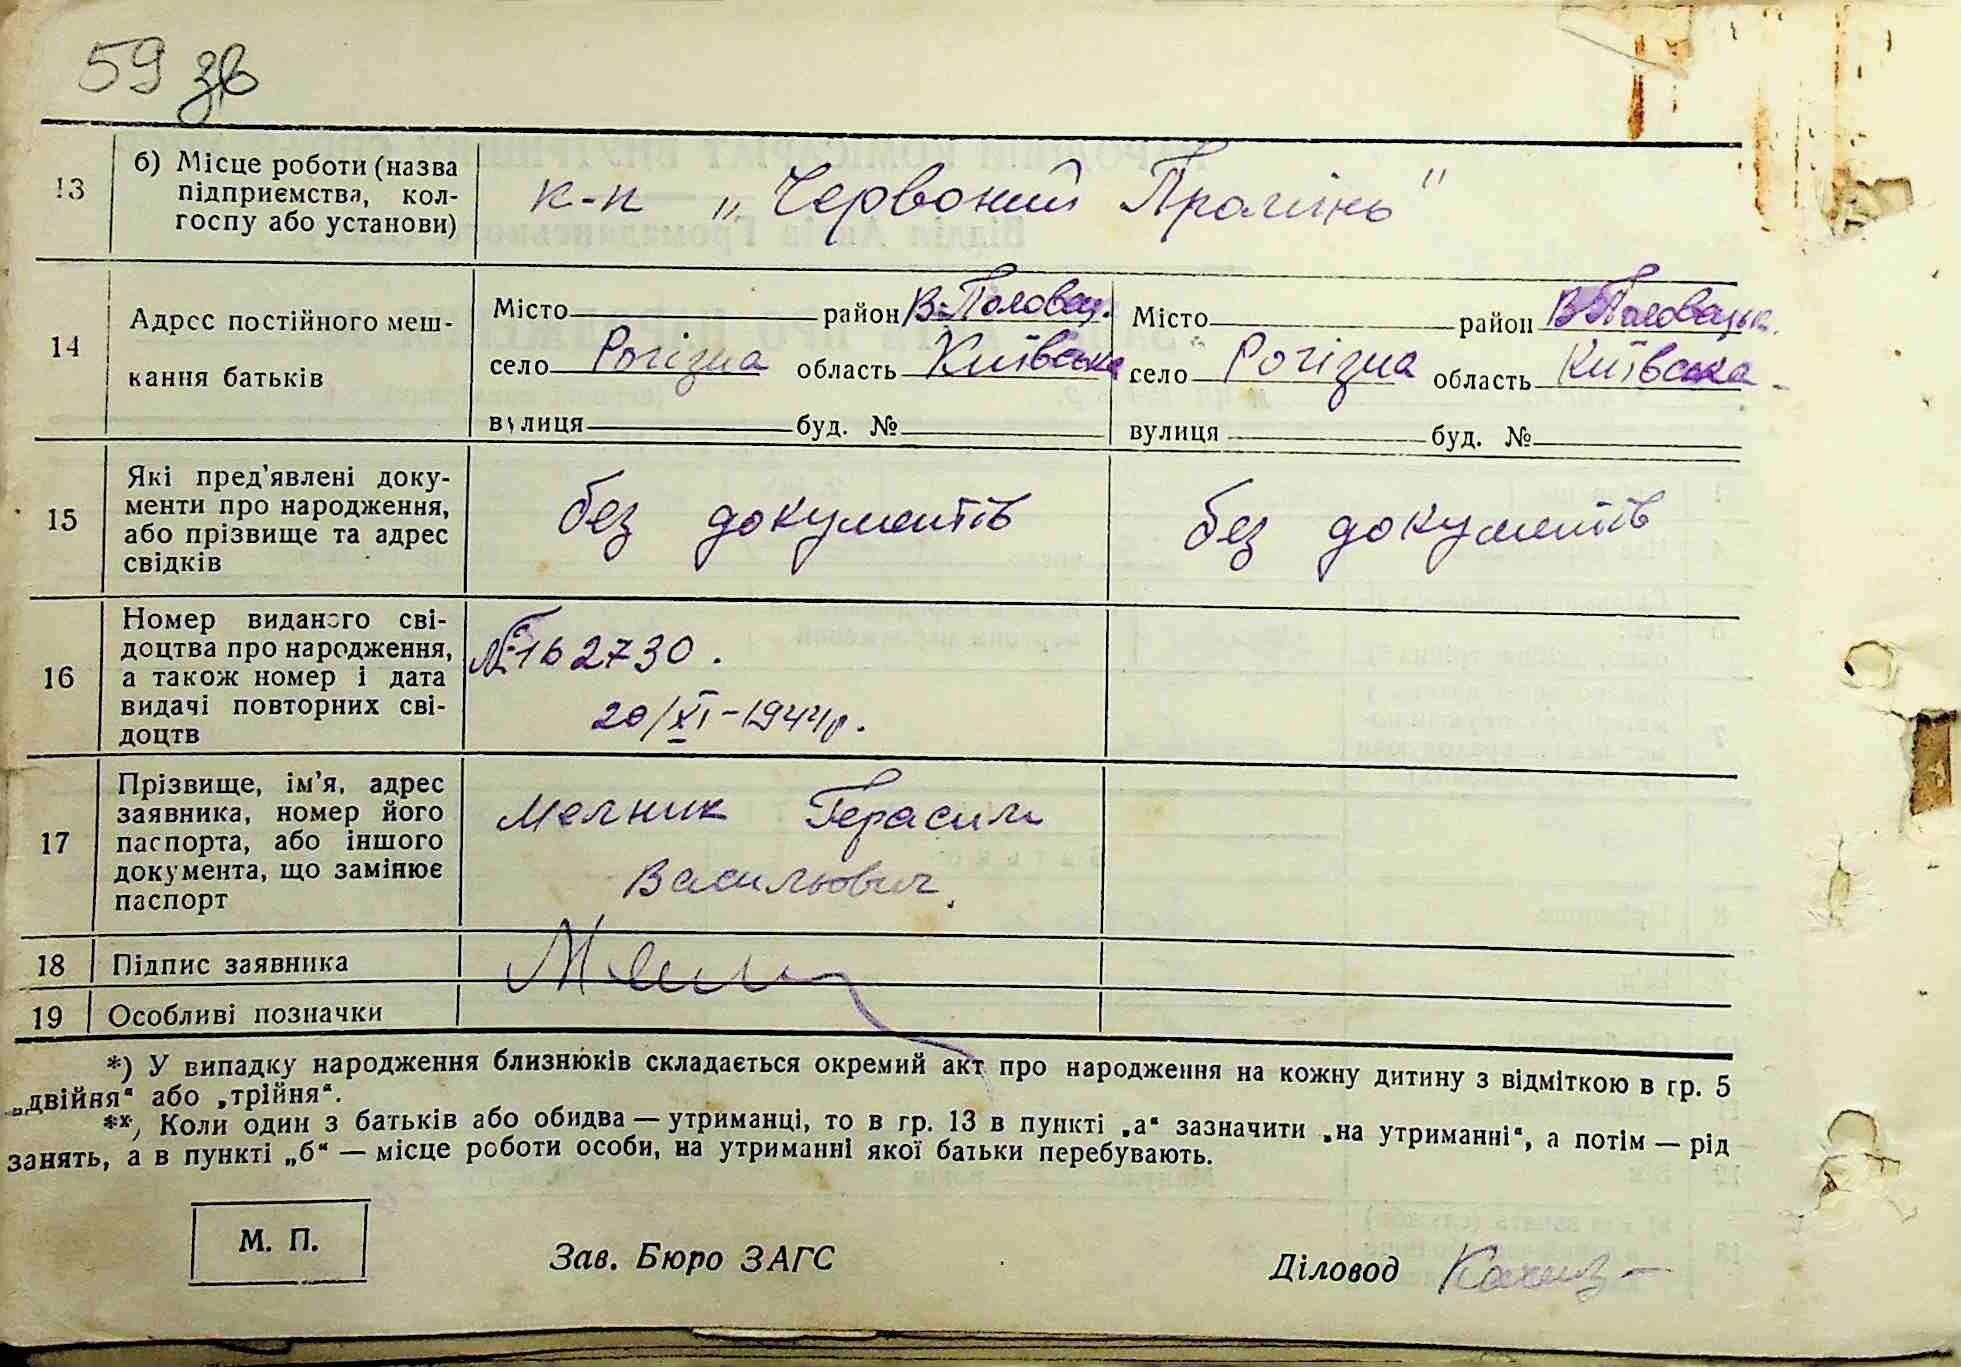 59 зв
13
б) Місце роботи (назва
підприємства, кол-
госпу або установи)
к-п „Червоний Промінь"
14
Адрес постійного меш-
кання батьків
Місто район В-Половец.
село Рогізна область Київська
вулиця буд. №
Місто район В-Половецьк.
село Рогізна область Київська
вулиця буд. №
15
Які пред'явлені доку-
менти про народження,
або прізвище та адрес
свідків
без документів
без документів
16
Номер виданого сві-
доцтва про народження,
а також номер і дата
видачі повторних сві-
доцтв
№ 162730.
20/XI-1944р.
17
Прізвище, ім'я, адрес
заявника, номер його
паспорта, або іншого
документа, що замінює
паспорт
Мелник Герасим
Васильович
18
Підпис заявника
19
Особливі позначки
*) У випадку народження близнюків складається окремий акт про народження на кожну дитину з відміткою в гр. 5
„двійня“ або „трійня“.
**) Коли один з батьків або обидва — утриманці, то в гр. 13 в пункті „а“ зазначити „на утриманні“, а потім — рід
занять, а в пункті „б“ — місце роботи особи, на утриманні якої батьки перебувають.
М. П.
Зав. Бюро ЗАГС
Діловод